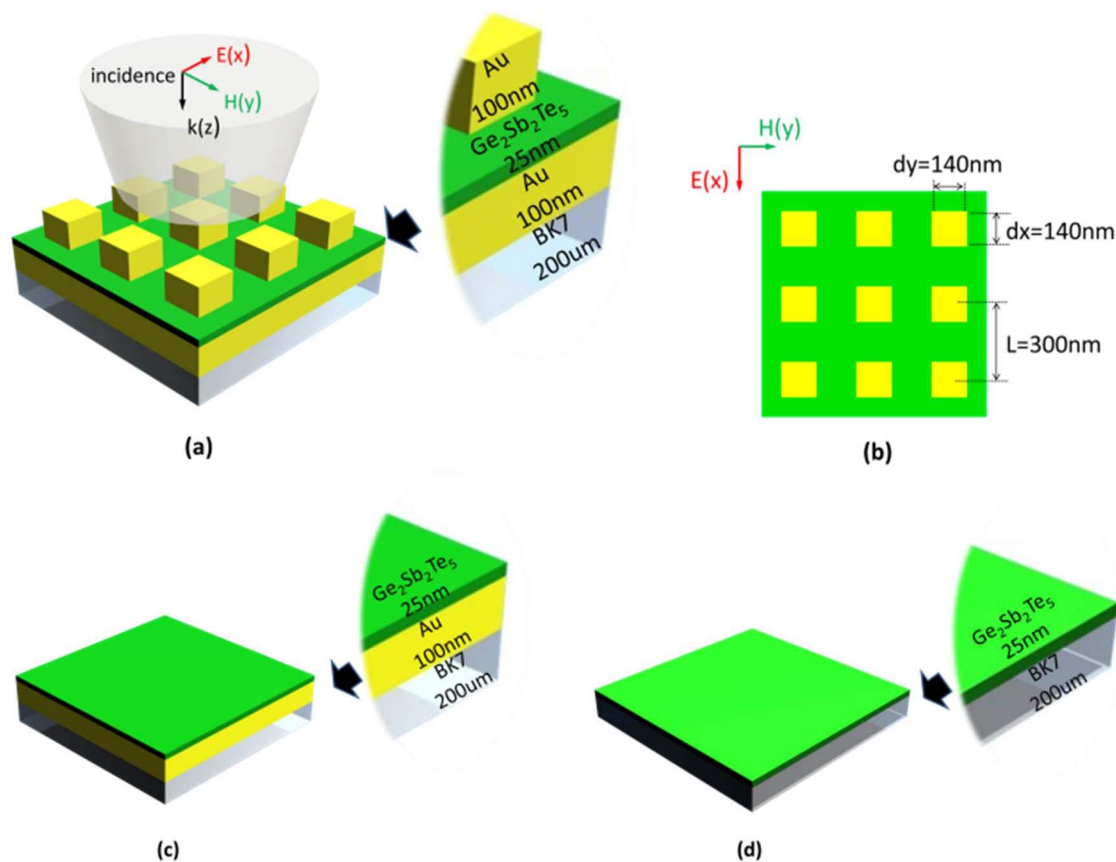 incidence
E(x)
H(y)
k(z)
Au
100nm
Ge₂Sb₂Te₅
25nm
Au
100nm
BK7
200um
(a)
H(y)
E(x)
dy=140nm
dx=140nm
L=300nm
(b)
Ge₂Sb₂Te₅
25nm
Au
100nm
BK7
200um
(c)
Ge₂Sb₂Te₅
25nm
BK7
200um
(d)